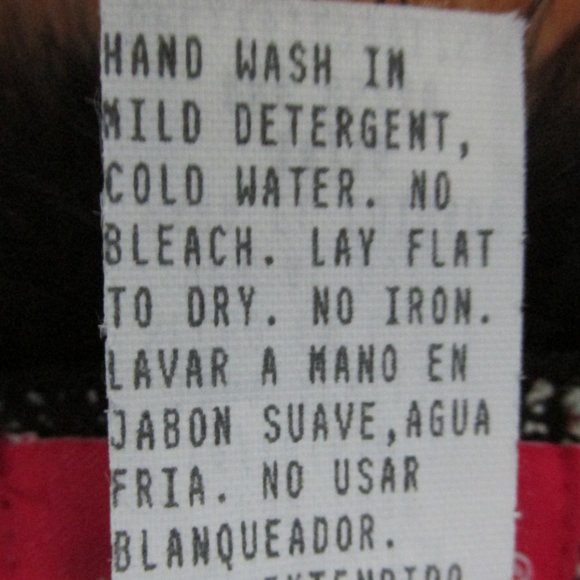 HAND WASH IN
MILD DETERGENT,
COLD WATER. NO
BLEACH. LAY FLAT
TO DRY. NO IRON.
LAVAR A MANO EN
JABON SUAVE,AGUA
FRIA. NO USAR
BLANQUEADOR.
EXTENDIDO